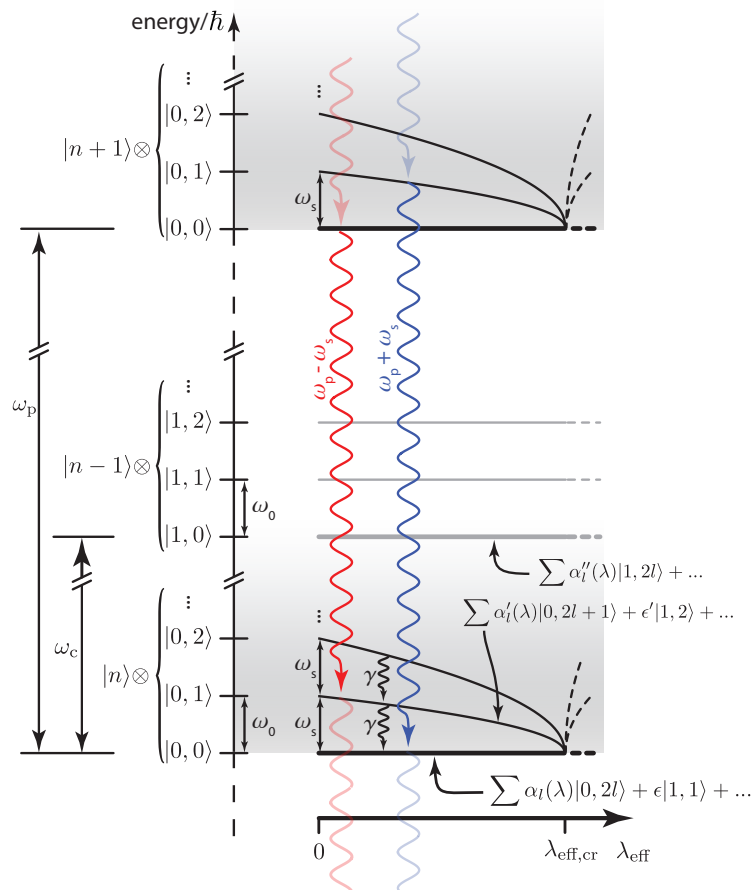 energy/ħ
⋮
⋮
|0, 2⟩
|n + 1⟩⊗
|0, 1⟩
ω_s
|0, 0⟩
ω_p - ω_s
ω_p + ω_s
ω_p
⋮
|1, 2⟩
|n − 1⟩⊗
|1, 1⟩
ω_0
|1, 0⟩
∑ α_l''(λ)|1, 2l⟩ + ...
⋮
∑ α_l'(λ)|0, 2l + 1⟩ + ϵ'|1, 2⟩ + ...
⋮
ω_c
|0, 2⟩
ω_s
γ
|n⟩⊗
|0, 1⟩
ω_0
ω_s
γ
|0, 0⟩
∑ α_l(λ)|0, 2l⟩ + ϵ|1, 1⟩ + ...
0
λ_eff,cr
λ_eff